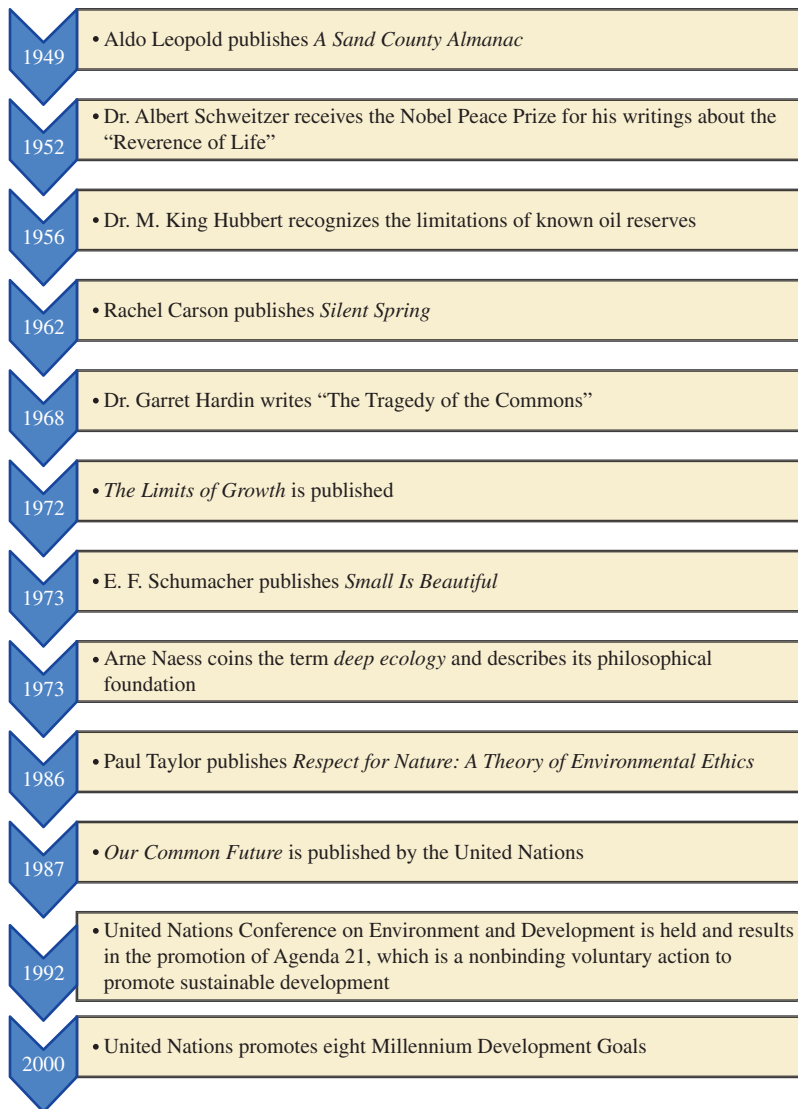 1949
• Aldo Leopold publishes A Sand County Almanac
1952
• Dr. Albert Schweitzer receives the Nobel Peace Prize for his writings about the
“Reverence of Life”
1956
• Dr. M. King Hubbert recognizes the limitations of known oil reserves
1962
• Rachel Carson publishes Silent Spring
1968
• Dr. Garret Hardin writes “The Tragedy of the Commons”
1972
• The Limits of Growth is published
1973
• E. F. Schumacher publishes Small Is Beautiful
1973
• Arne Naess coins the term deep ecology and describes its philosophical
foundation
1986
• Paul Taylor publishes Respect for Nature: A Theory of Environmental Ethics
1987
• Our Common Future is published by the United Nations
1992
• United Nations Conference on Environment and Development is held and results
in the promotion of Agenda 21, which is a nonbinding voluntary action to
promote sustainable development
2000
• United Nations promotes eight Millennium Development Goals